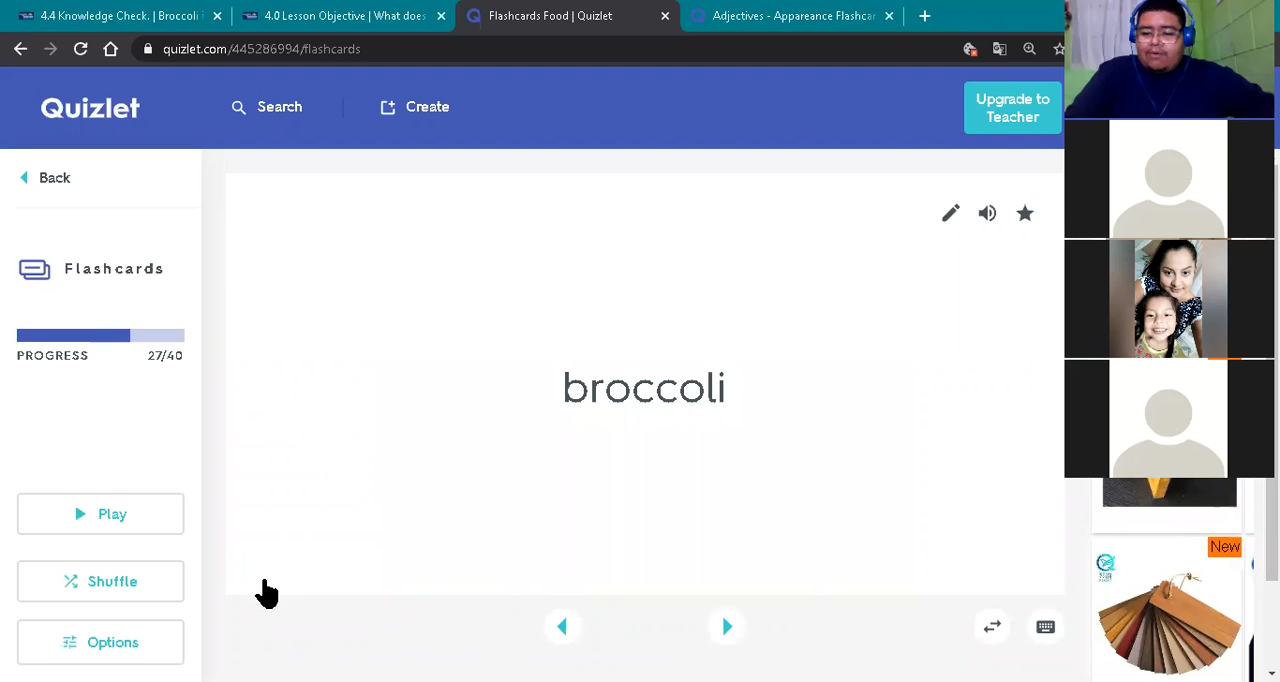 4.4 Knowledge Check. | Broccoli i
4.0 Lesson Objective | What does
Flashcards Food | Quizlet
Adjectives - Appareance Flashcar
quizlet.com/445286994/flashcards
Quizlet
Search
Create
Upgrade to
Teacher
Back
Flashcards
PROGRESS 27/40
broccoli
Play
Shuffle
Options
New